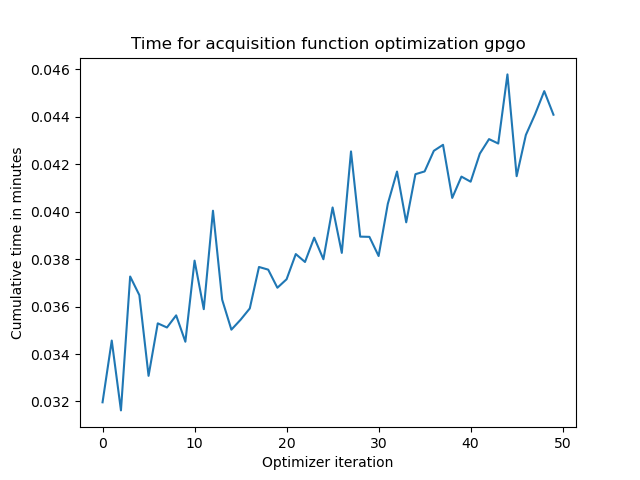 Time for acquisition function optimization gpgo
Cumulative time in minutes
0.046
0.044
0.042
0.040
0.038
0.036
0.034
0.032
0 10 20 30 40 50
Optimizer iteration